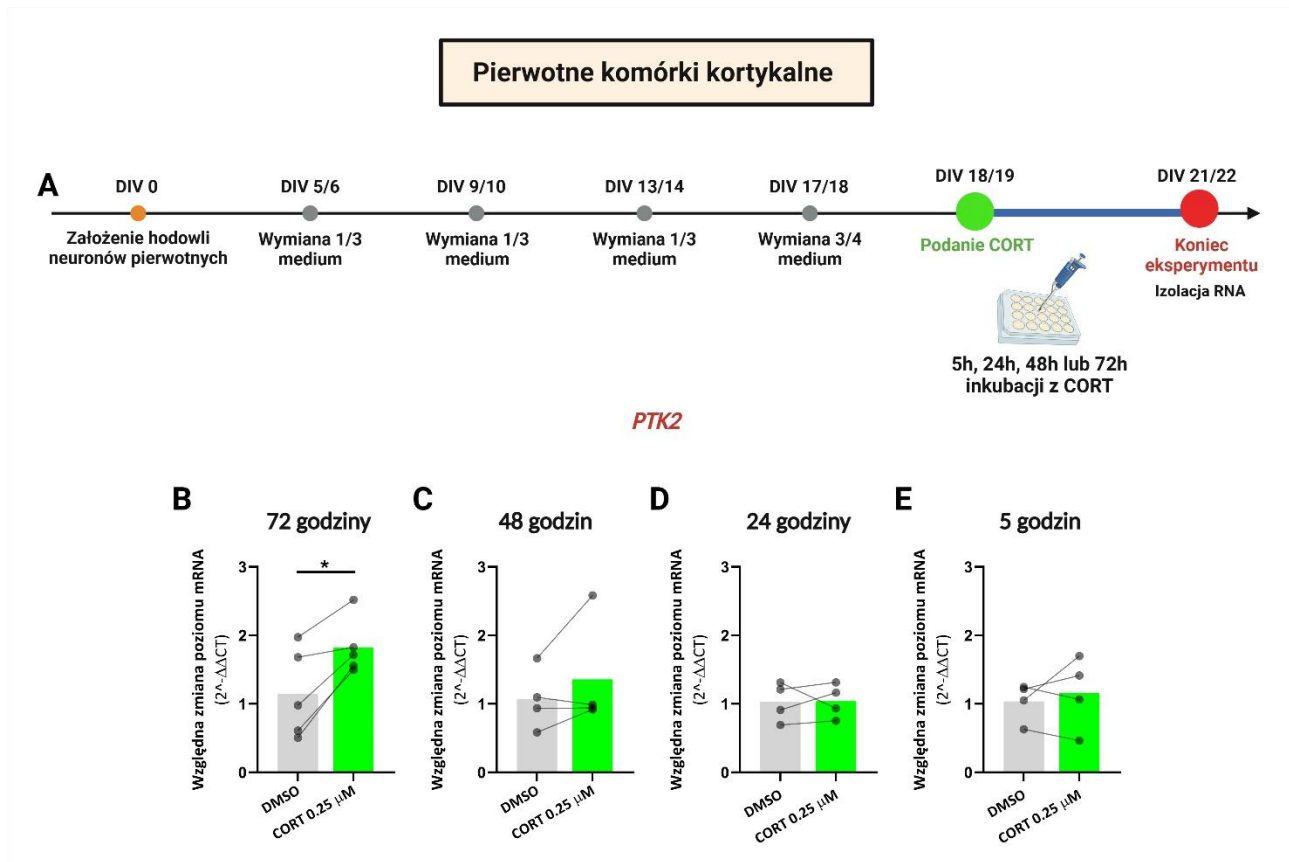 Pierwotne komórki kortykalne
A
DIV 0
DIV 5/6
DIV 9/10
DIV 13/14
DIV 17/18
DIV 18/19
DIV 21/22
Założenie hodowli
neuronów pierwotnych
Wymiana 1/3
medium
Wymiana 1/3
medium
Wymiana 1/3
medium
Wymiana 3/4
medium
Podanie CORT
Koniec
eksperymentu
Izolacja RNA
5h, 24h, 48h lub 72h
inkubacji z CORT
PTK2
B
72 godziny
Względna zmiana poziomu mRNA
(2^-ΔΔCT)
3
2
1
0
*
DMSO
CORT 0.25 µM
C
48 godzin
Względna zmiana poziomu mRNA
(2^-ΔΔCT)
3
2
1
0
DMSO
CORT 0.25 µM
D
24 godziny
Względna zmiana poziomu mRNA
(2^-ΔΔCT)
3
2
1
0
DMSO
CORT 0.25 µM
E
5 godzin
Względna zmiana poziomu mRNA
(2^-ΔΔCT)
3
2
1
0
DMSO
CORT 0.25 µM